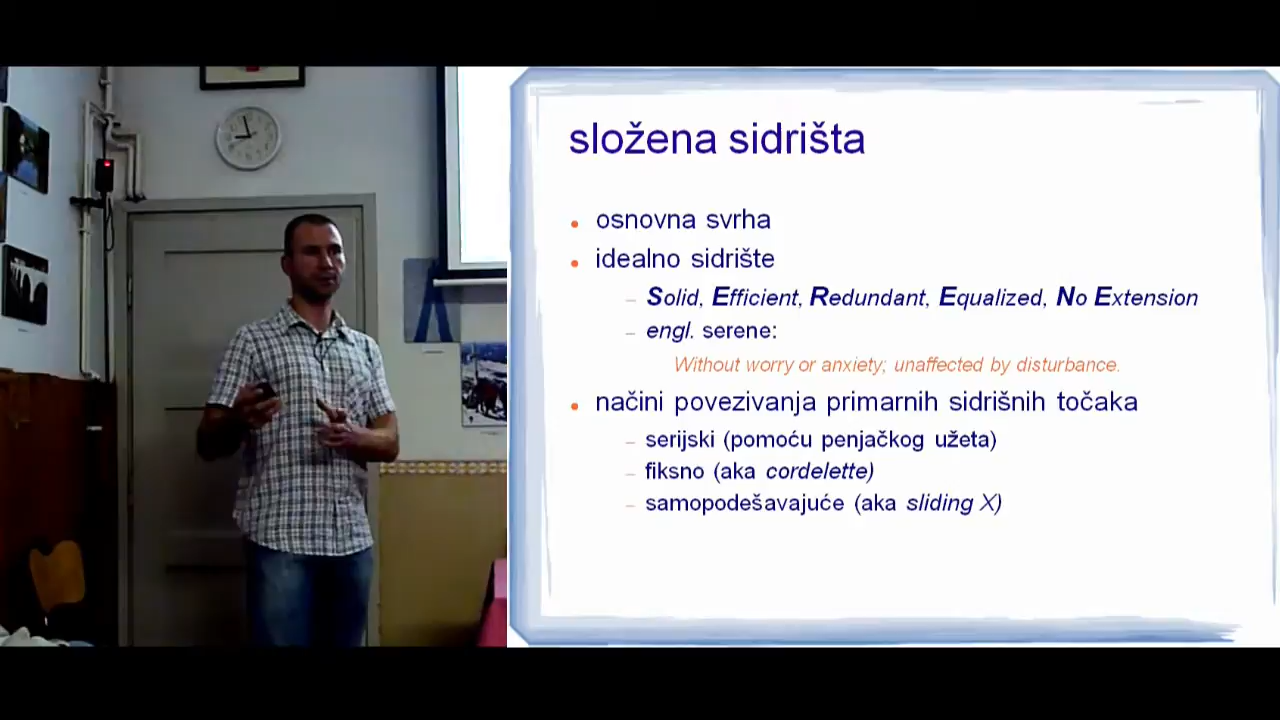 složena sidrišta
osnovna svrha
idealno sidrište
– Solid, Efficient, Redundant, Equalized, No Extension
– engl. serene:
Without worry or anxiety; unaffected by disturbance.
načini povezivanja primarnih sidrišnih točaka
– serijski (pomoću penjačkog užeta)
– fiksno (aka cordelette)
– samopodešavajuće (aka sliding X)